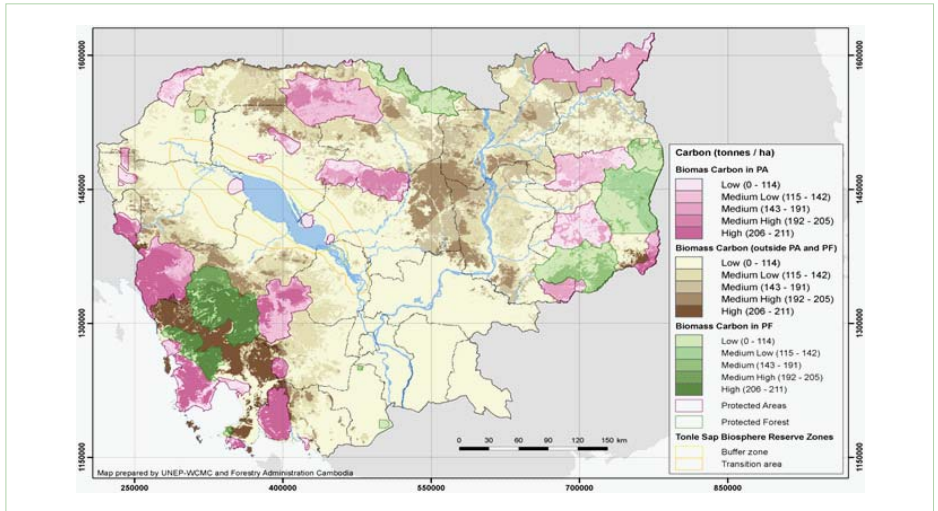 Carbon (tonnes / ha)
Biomas Carbon in PA
Low (0 - 114)
Medium Low (115 - 142)
Medium (143 - 191)
Medium High (192 - 205)
High (206 - 211)
Biomass Carbon (outside PA and PF)
Low (0 - 114)
Medium Low (115 - 142)
Medium (143 - 191)
Medium High (192 - 205)
High (206 - 211)
Biomass Carbon in PF
Low (0 - 114)
Medium Low (115 - 142)
Medium (143 - 191)
Medium High (192 - 205)
High (206 - 211)
Protected Areas
Protected Forest
Tonle Sap Biosphere Reserve Zones
Buffer zone
Transition area
1600000
1450000
1300000
1150000
1600000
1450000
1300000
1150000
0 30 60 90 120 150 km
Map prepared by UNEP-WCMC and Forestry Administration Cambodia
250000 400000 550000 700000 850000